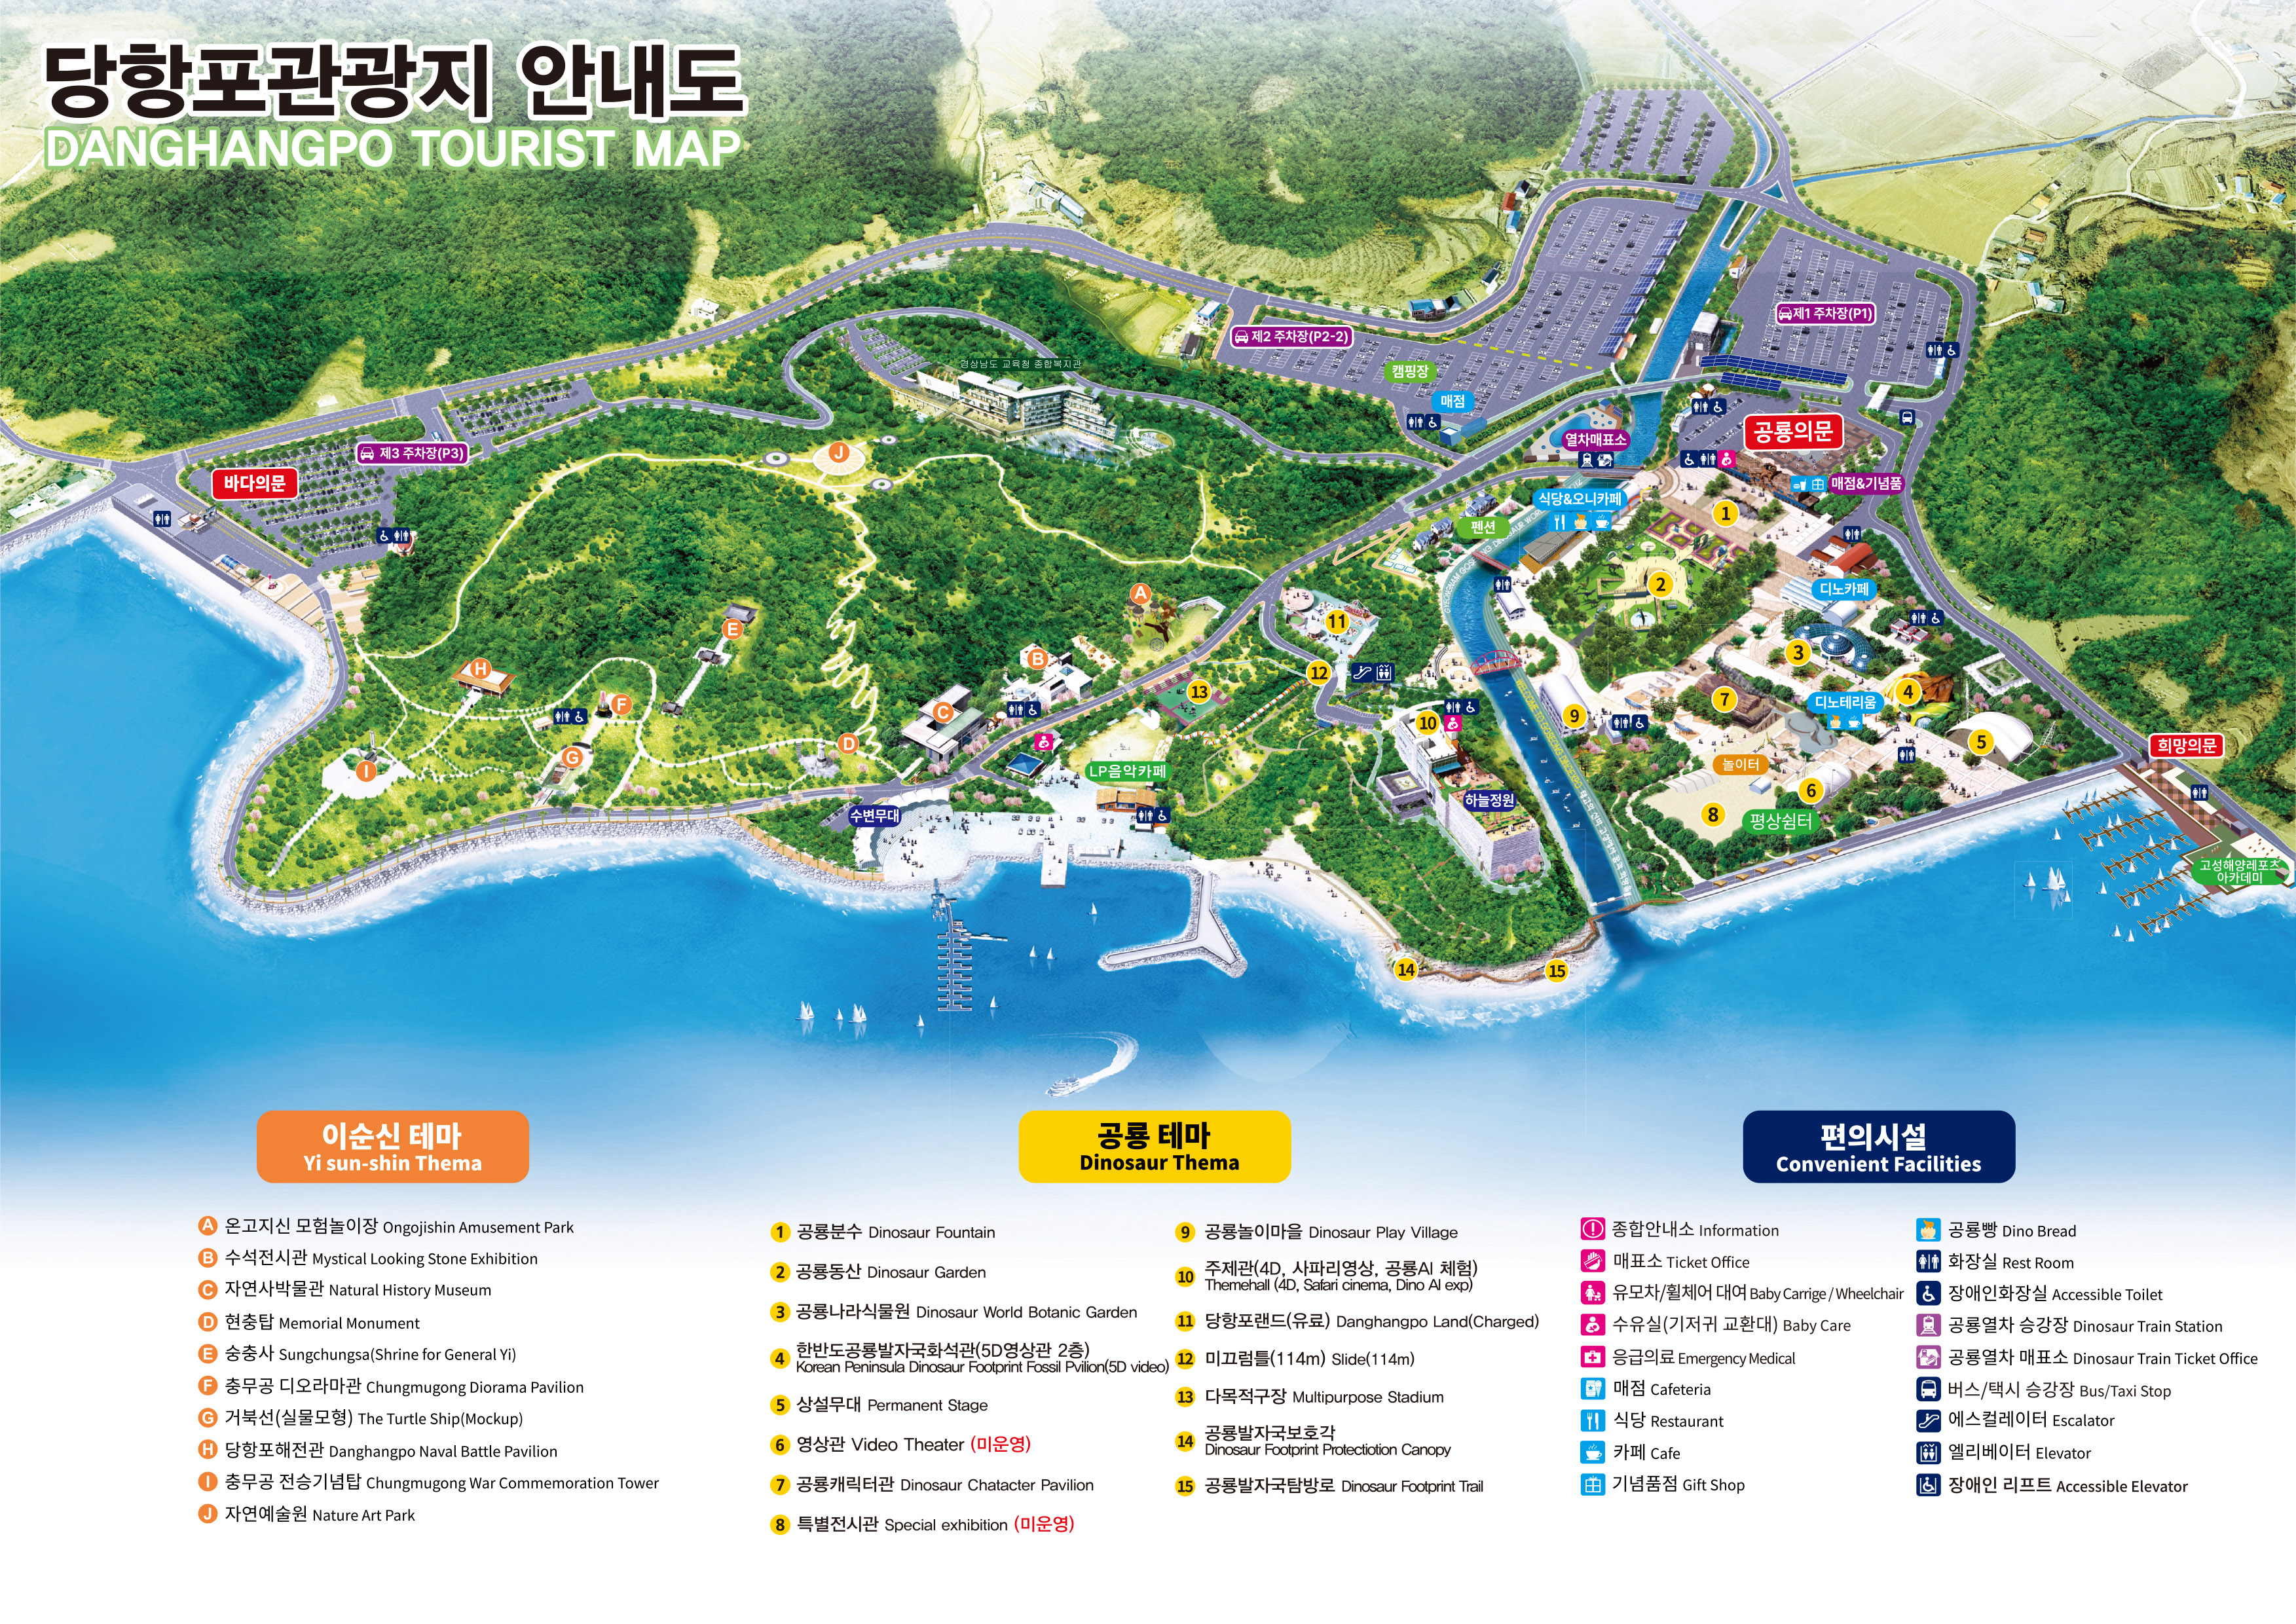 당항포관광지 안내도
DANGHANGPO TOURIST MAP
제1 주차장(P1)
제2 주차장(P2-2)
경상남도 교육청 종합복지관
캠핑장
매점
공룡의문
열차매표소
제3 주차장(P3)
바다의문
J
매점&기념품
식당&오니카페
펜션
1
2
디노카페
A
11
E
B
3
H
12
13
4
7
디노테리움
F
C
10
9
D
5
희망의문
G
I
LP음악카페
놀이터
6
하늘정원
수변무대
8
평상쉼터
고성해양레포츠
아카데미
14
15
이순신 테마
Yi sun-shin Thema
A 온고지신 모험놀이장 Ongojishin Amusement Park
B 수석전시관 Mystical Looking Stone Exhibition
C 자연사박물관 Natural History Museum
D 현충탑 Memorial Monument
E 숭충사 Sungchungsa(Shrine for General Yi)
F 충무공 디오라마관 Chungmugong Diorama Pavilion
G 거북선(실물모형) The Turtle Ship(Mockup)
H 당항포해전관 Danghangpo Naval Battle Pavilion
I 충무공 전승기념탑 Chungmugong War Commemoration Tower
J 자연예술원 Nature Art Park
공룡 테마
Dinosaur Thema
1 공룡분수 Dinosaur Fountain
2 공룡동산 Dinosaur Garden
3 공룡나라식물원 Dinosaur World Botanic Garden
4 한반도공룡발자국화석관(5D영상관 2층)
Korean Peninsula Dinosaur Footprint Fossil Pvilion(5D video)
5 상설무대 Permanent Stage
6 영상관 Video Theater (미운영)
7 공룡캐릭터관 Dinosaur Chatacter Pavilion
8 특별전시관 Special exhibition (미운영)
9 공룡놀이마을 Dinosaur Play Village
10 주제관(4D, 사파리영상, 공룡AI 체험)
Themehall (4D, Safari cinema, Dino AI exp)
11 당항포랜드(유료) Danghangpo Land(Charged)
12 미끄럼틀(114m) Slide(114m)
13 다목적구장 Multipurpose Stadium
14 공룡발자국보호각
Dinosaur Footprint Protectiotion Canopy
15 공룡발자국탐방로 Dinosaur Footprint Trail
편의시설
Convenient Facilities
종합안내소 Information
매표소 Ticket Office
유모차/휠체어 대여 Baby Carrige / Wheelchair
수유실(기저귀 교환대) Baby Care
응급의료 Emergency Medical
매점 Cafeteria
식당 Restaurant
카페 Cafe
기념품점 Gift Shop
공룡빵 Dino Bread
화장실 Rest Room
장애인화장실 Accessible Toilet
공룡열차 승강장 Dinosaur Train Station
공룡열차 매표소 Dinosaur Train Ticket Office
버스/택시 승강장 Bus/Taxi Stop
에스컬레이터 Escalator
엘리베이터 Elevator
장애인 리프트 Accessible Elevator